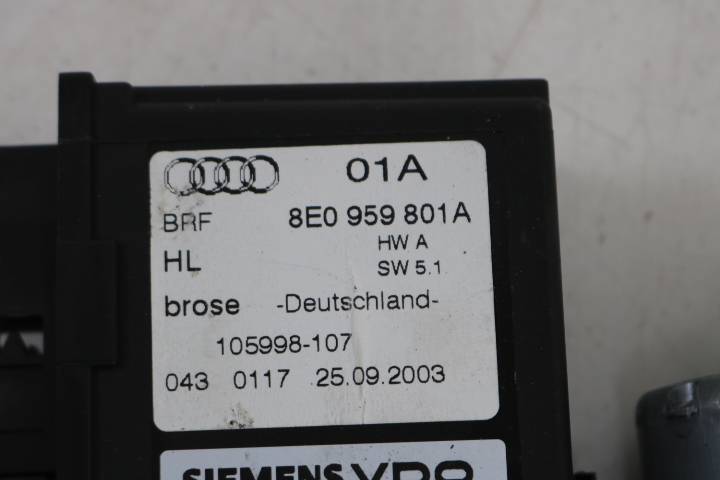 01A
BRF 8E0 959 801A
HL HW A
SW 5.1
brose -Deutschland-
105998-107
043 0117 25.09.2003
SIEMENS